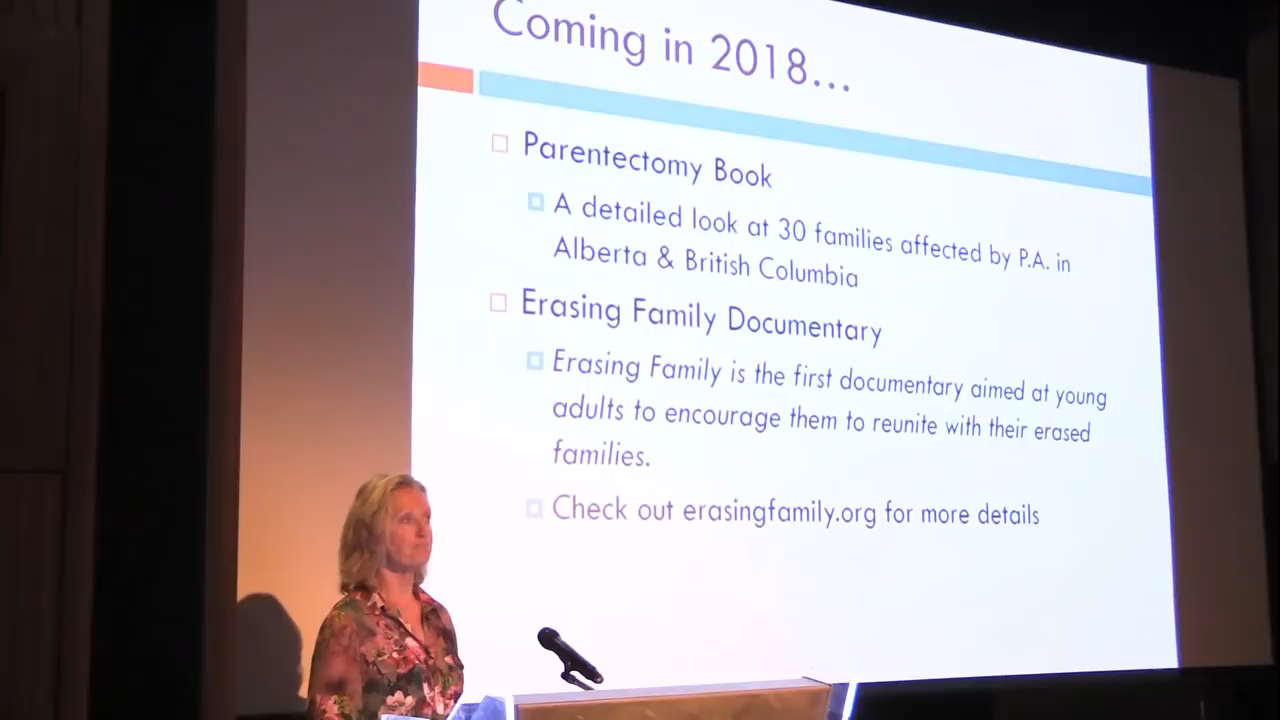 Coming in 2018...
Parentectomy Book
A detailed look at 30 families affected by P.A. in
Alberta & British Columbia
Erasing Family Documentary
Erasing Family is the first documentary aimed at young
adults to encourage them to reunite with their erased
families.
Check out erasingfamily.org for more details